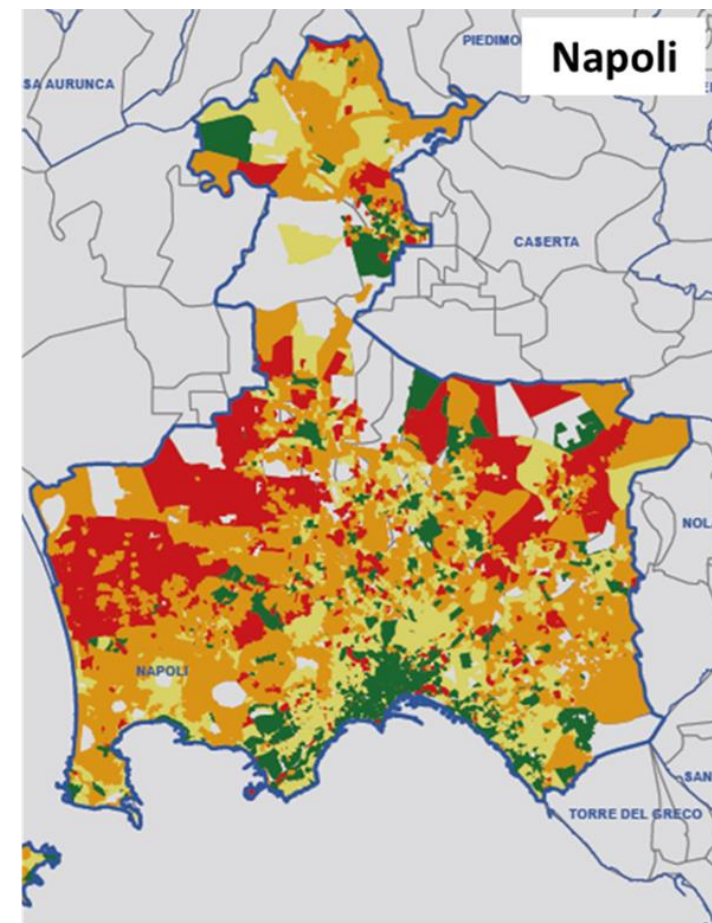 PIEDIMO
Napoli
SA AURUNCA
CASERTA
NOL
NAPOLI
SAN
TORRE DEL GRECO